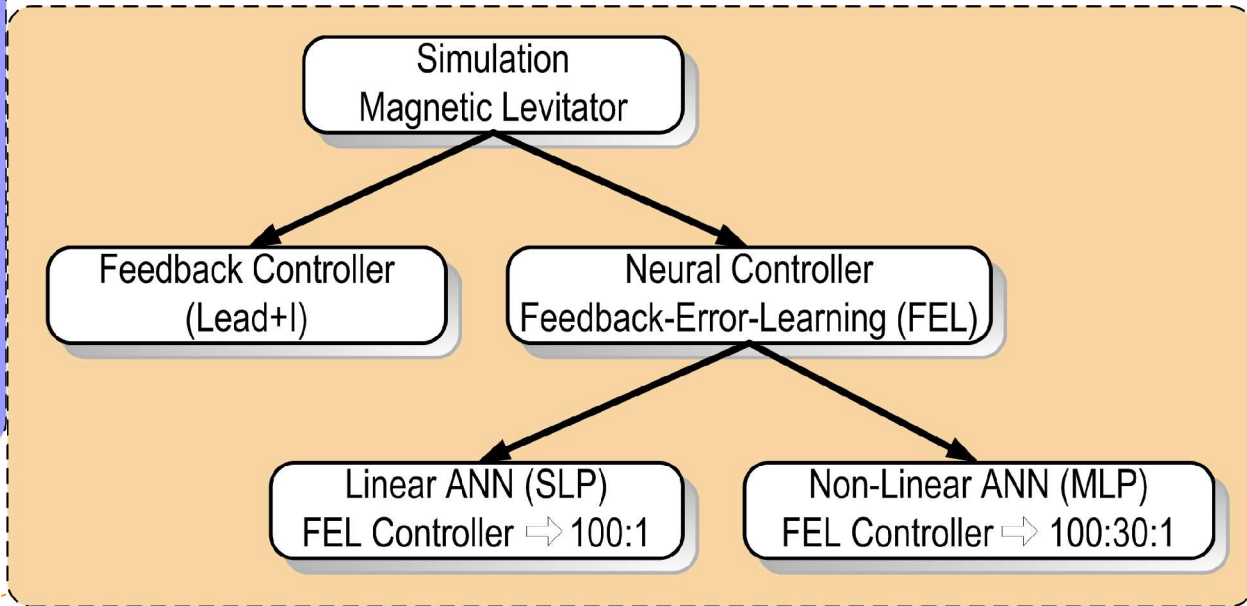 Simulation
Magnetic Levitator
Feedback Controller
(Lead+I)
Neural Controller
Feedback-Error-Learning (FEL)
Linear ANN (SLP)
FEL Controller ⇨ 100:1
Non-Linear ANN (MLP)
FEL Controller ⇨ 100:30:1